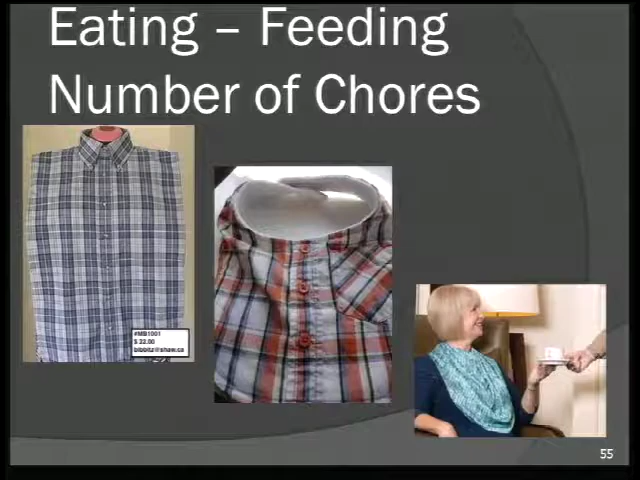 Eating – Feeding
Number of Chores
#MB1001
$ 22.00
bibbitz@shaw.ca
55